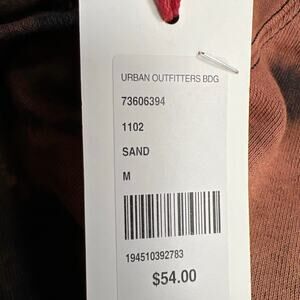 URBAN OUTFITTERS BDG
73606394
1102
SAND
M
194510392783
$54.00